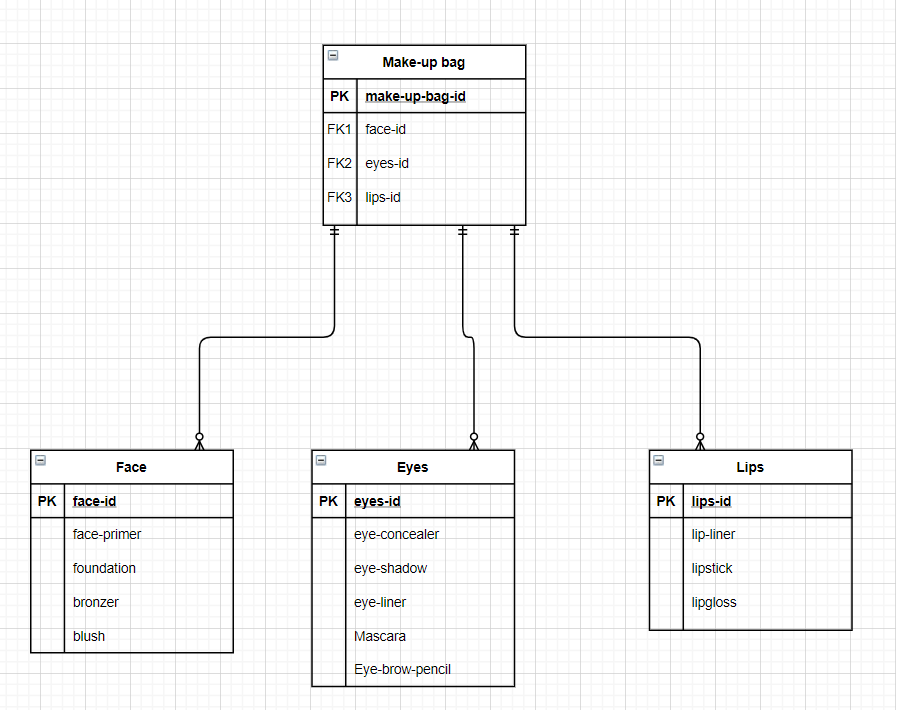 Make-up bag
PK make-up-bag-id
FK1 face-id
FK2 eyes-id
FK3 lips-id
Face
PK face-id
face-primer
foundation
bronzer
blush
Eyes
PK eyes-id
eye-concealer
eye-shadow
eye-liner
Mascara
Eye-brow-pencil
Lips
PK lips-id
lip-liner
lipstick
lipgloss